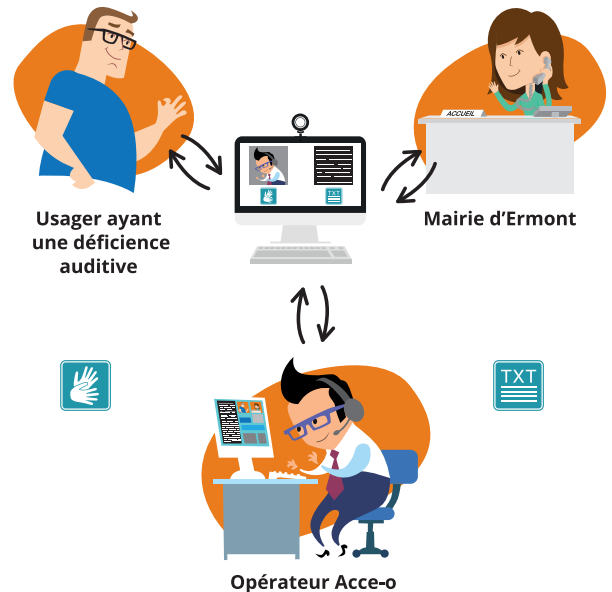 ACCUEIL
TXT
Usager ayant
une déficience
auditive
Mairie d'Ermont
TXT
Opérateur Acce-o